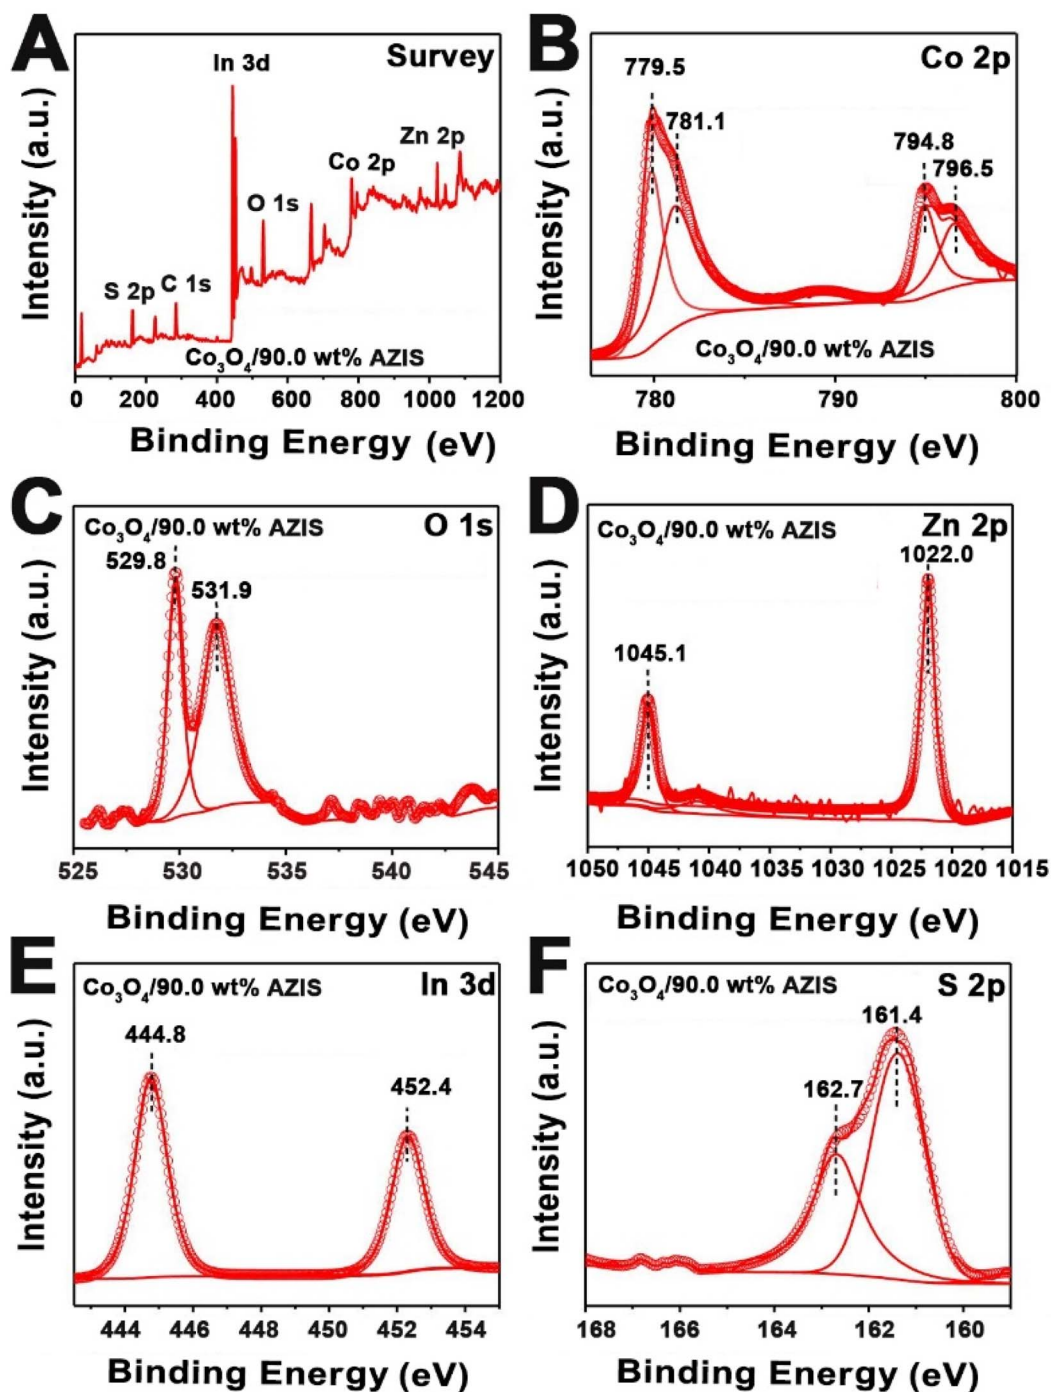 A
Survey
In 3d
Zn 2p
Co 2p
O 1s
S 2p
C 1s
Co₃O₄/90.0 wt% AZIS
Intensity (a.u.)
0 200 400 600 800 1000 1200
Binding Energy (eV)
B
Co 2p
779.5
781.1
794.8
796.5
Co₃O₄/90.0 wt% AZIS
Intensity (a.u.)
780 790 800
Binding Energy (eV)
C
Co₃O₄/90.0 wt% AZIS
O 1s
529.8
531.9
Intensity (a.u.)
525 530 535 540 545
Binding Energy (eV)
D
Co₃O₄/90.0 wt% AZIS
Zn 2p
1022.0
1045.1
Intensity (a.u.)
1050 1045 1040 1035 1030 1025 1020 1015
Binding Energy (eV)
E
Co₃O₄/90.0 wt% AZIS
In 3d
444.8
452.4
Intensity (a.u.)
444 446 448 450 452 454
Binding Energy (eV)
F
Co₃O₄/90.0 wt% AZIS
S 2p
161.4
162.7
Intensity (a.u.)
168 166 164 162 160
Binding Energy (eV)